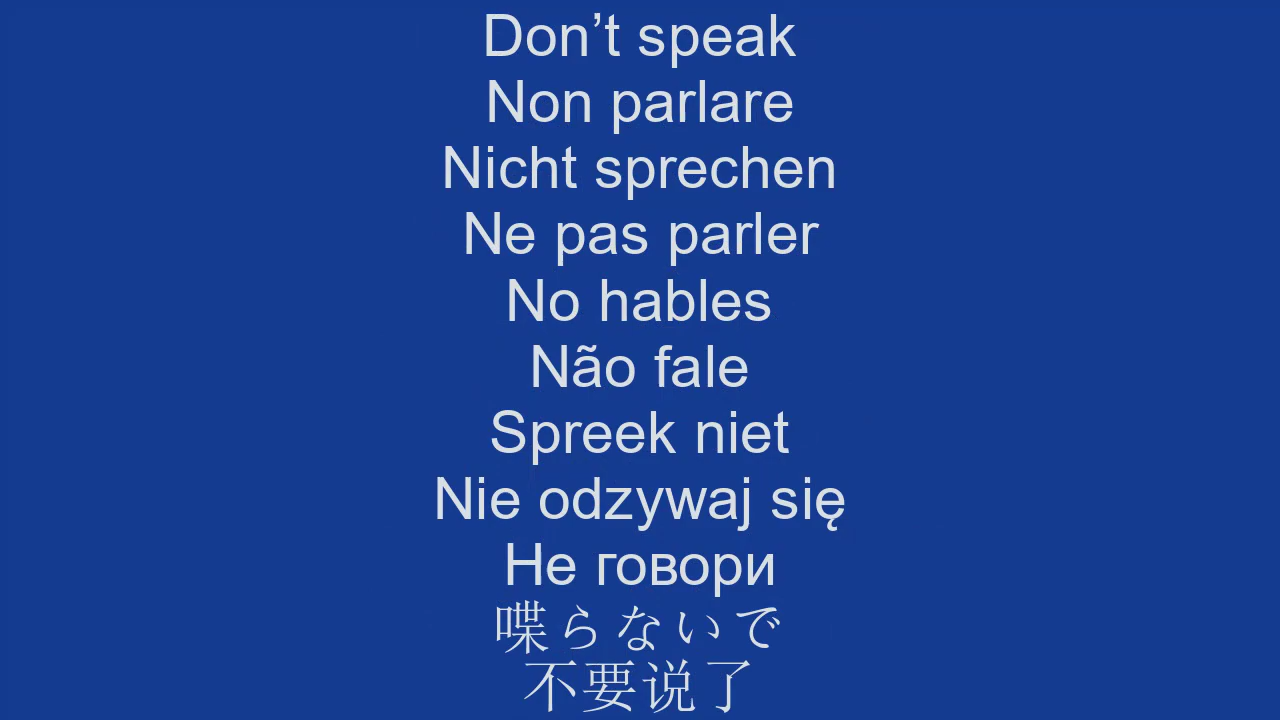 Don’t speak
Non parlare
Nicht sprechen
Ne pas parler
No hables
Não fale
Spreek niet
Nie odzywaj się
Не говори
喋らないで
不要说了